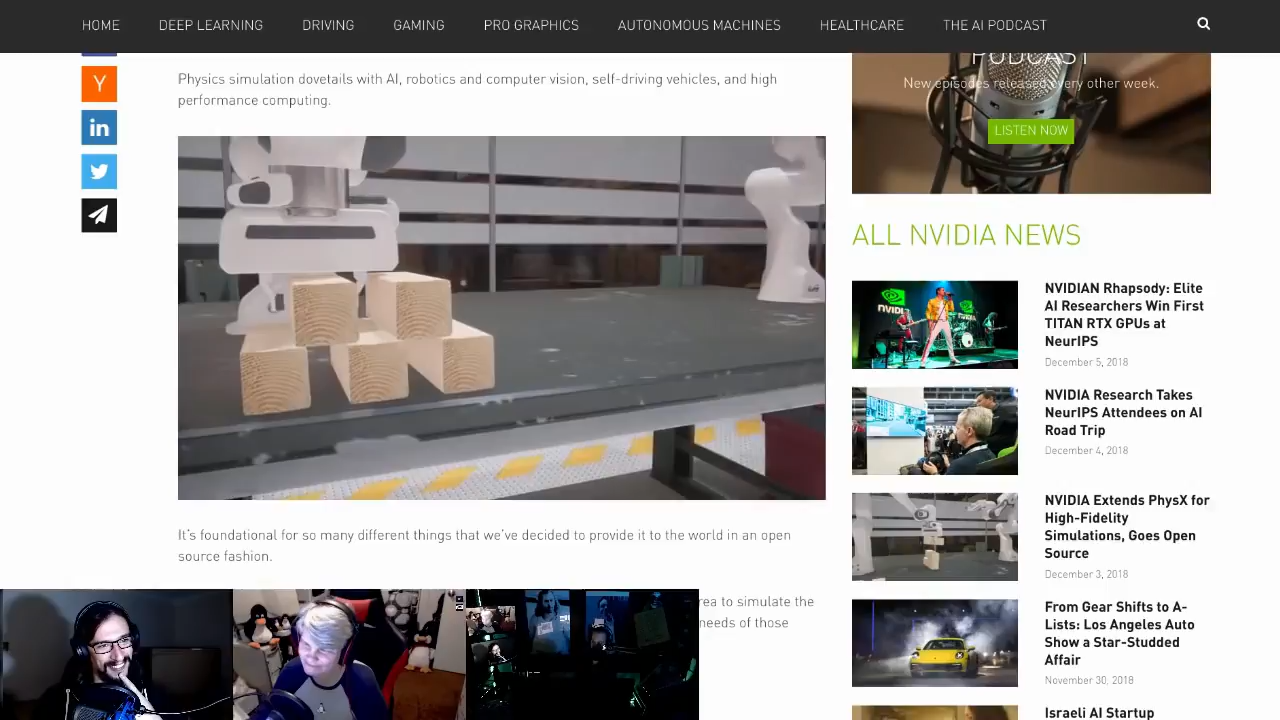 HOME DEEP LEARNING DRIVING GAMING PRO GRAPHICS AUTONOMOUS MACHINES HEALTHCARE THE AI PODCAST
Y
in
Physics simulation dovetails with AI, robotics and computer vision, self-driving vehicles, and high
performance computing.
It's foundational for so many different things that we've decided to provide it to the world in an open
source fashion.
rea to simulate the
needs of those
PODCAST
New episodes released every other week.
LISTEN NOW
ALL NVIDIA NEWS
NVIDIAN Rhapsody: Elite
AI Researchers Win First
TITAN RTX GPUs at
NeurIPS
December 5, 2018
NVIDIA Research Takes
NeurIPS Attendees on AI
Road Trip
December 4, 2018
NVIDIA Extends PhysX for
High-Fidelity
Simulations, Goes Open
Source
December 3, 2018
From Gear Shifts to A-
Lists: Los Angeles Auto
Show a Star-Studded
Affair
November 30, 2018
Israeli AI Startup